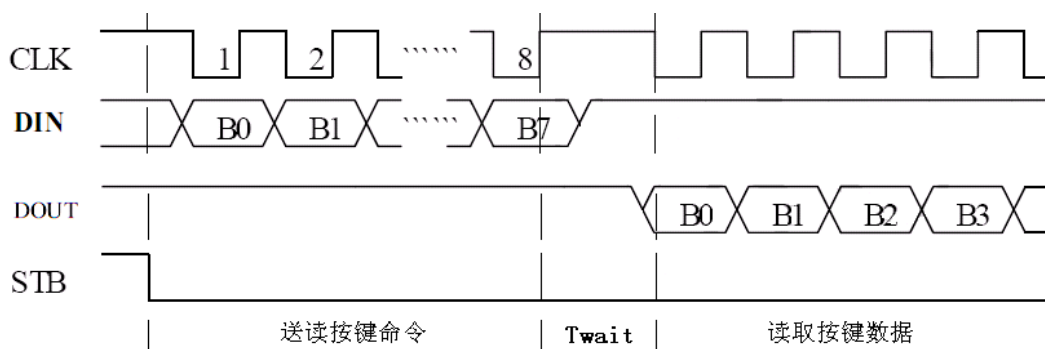 CLK 1 2 …… 8
DIN B0 B1 …… B7
DOUT B0 B1 B2 B3
STB
送读按键命令 Twait 读取按键数据